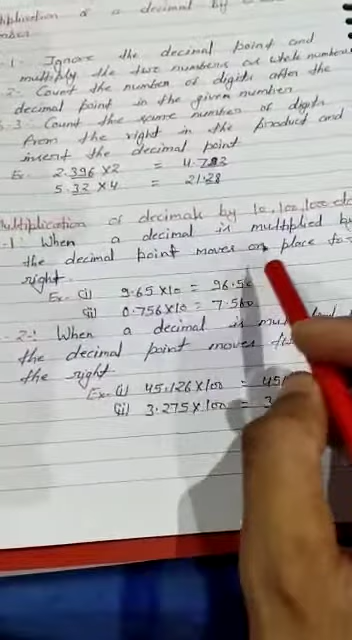 multiplication of a decimal by
1. Ignore the decimal point and
multiply the two numbers as whole numbers
2. Count the number of digits after the
decimal point in the given number.
3. Count the same number of digits
from the right in the product and
insert the decimal point.
Ex. 2.396 × 2 = 4.792
5.32 × 4 = 21.28
Multiplication of decimals by 10, 100, 1000
-1: When a decimal is multiplied by
the decimal point moves one place to
right.
Ex. (i) 9.65 × 10 = 96.50
(ii) 0.756 × 10 = 7.560
-2: When a decimal is
the decimal point moves
the right
Ex. (i) 45.126 × 100 =
(ii) 3.275 × 100 = 3